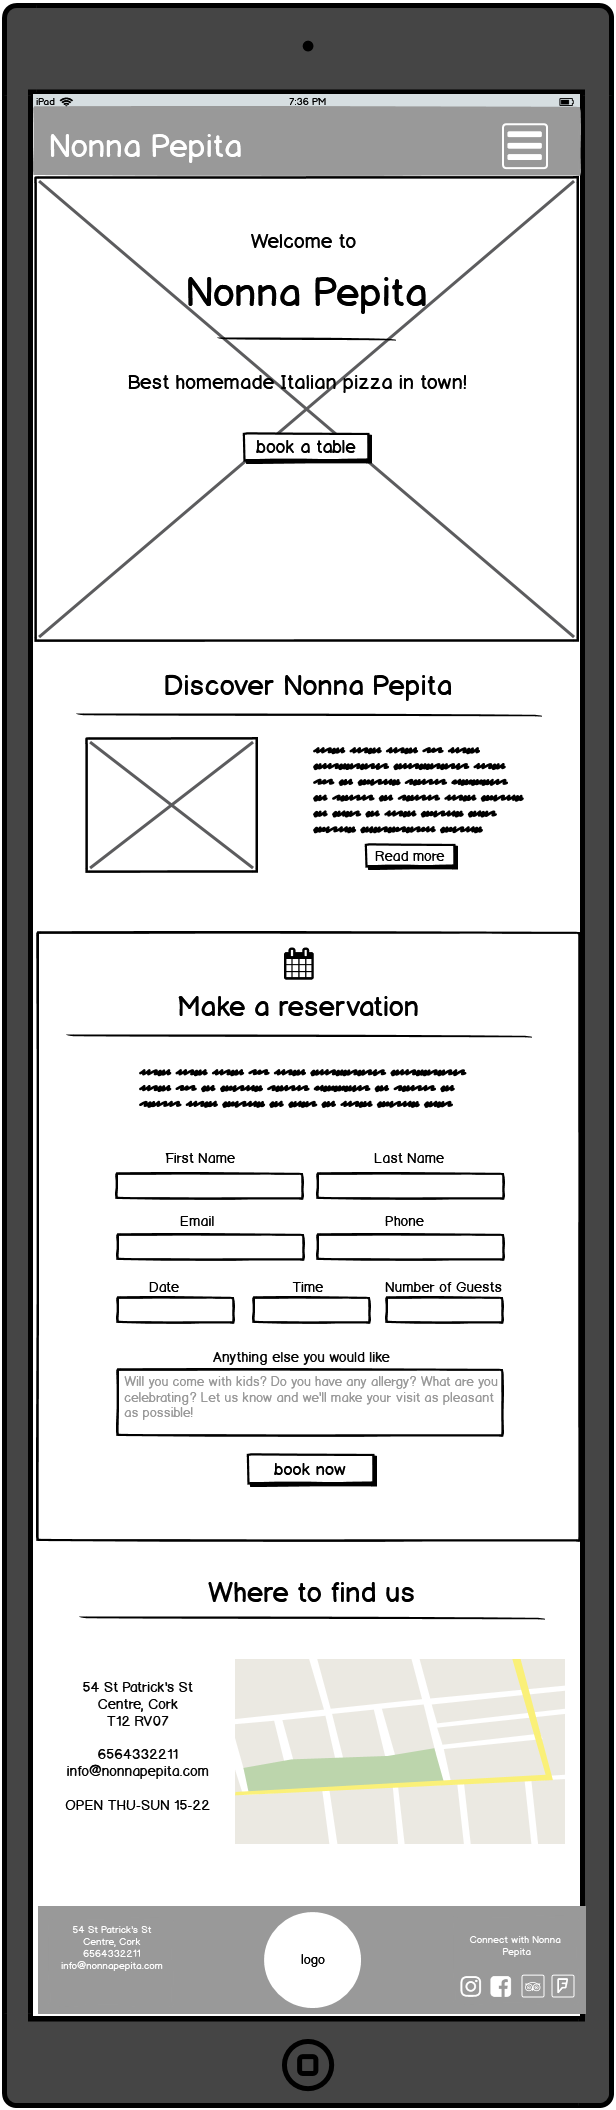 iPad 7:36 PM
Nonna Pepita
Welcome to
Nonna Pepita
Best homemade Italian pizza in town!
book a table
Discover Nonna Pepita
Read more
Make a reservation
First Name Last Name
Email Phone
Date Time Number of Guests
Anything else you would like
Will you come with kids? Do you have any allergy? What are you
celebrating? Let us know and we'll make your visit as pleasant
as possible!
book now
Where to find us
54 St Patrick's St
Centre, Cork
T12 RV07
6564332211
info@nonnapepita.com
OPEN THU-SUN 15-22
54 St Patrick's St
Centre, Cork
6564332211
info@nonnapepita.com
logo
Connect with Nonna
Pepita